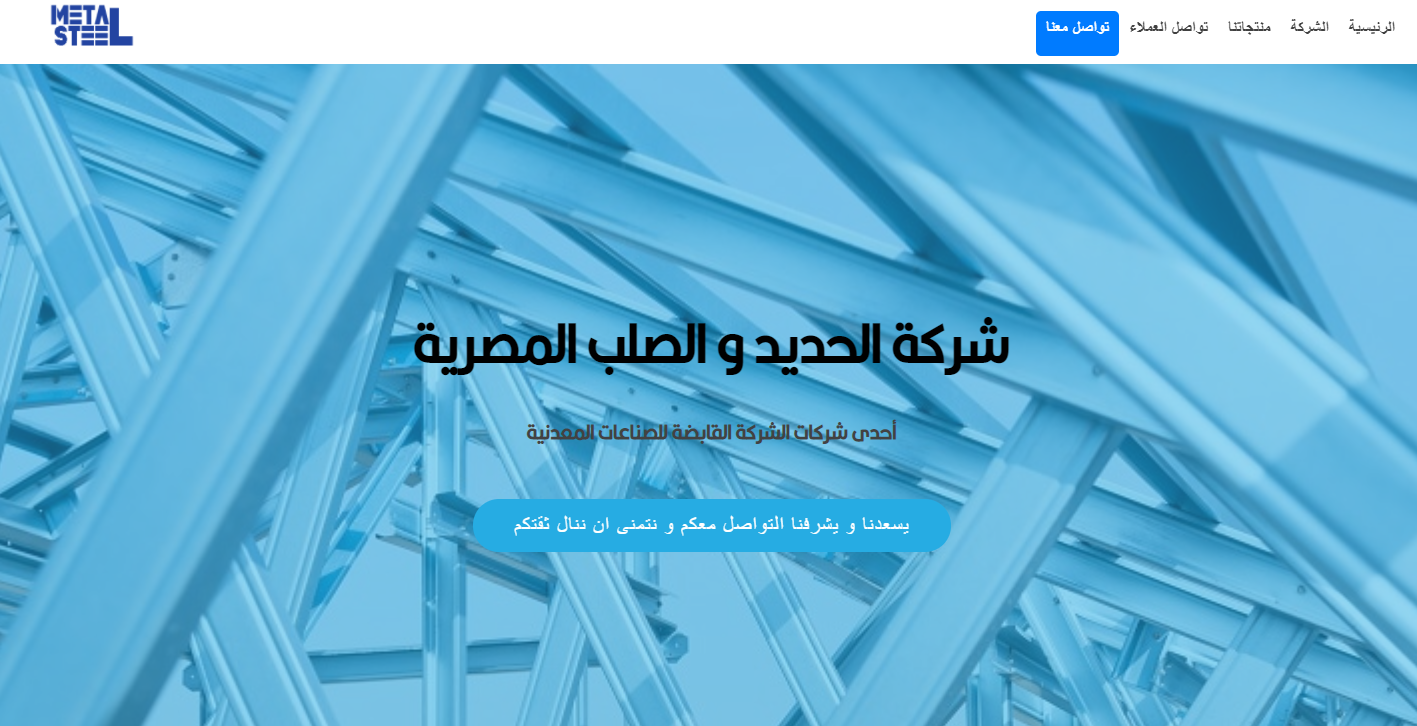 META
STEEL
الرئيسية
الشركة
منتجاتنا
تواصل العملاء
تواصل معنا
شركة الحديد و الصلب المصرية
أحدى شركات الشركة القابضة للصناعات المعدنية
يسعدنا و يشرفنا التواصل معكم و نتمنى ان ننال ثقتكم